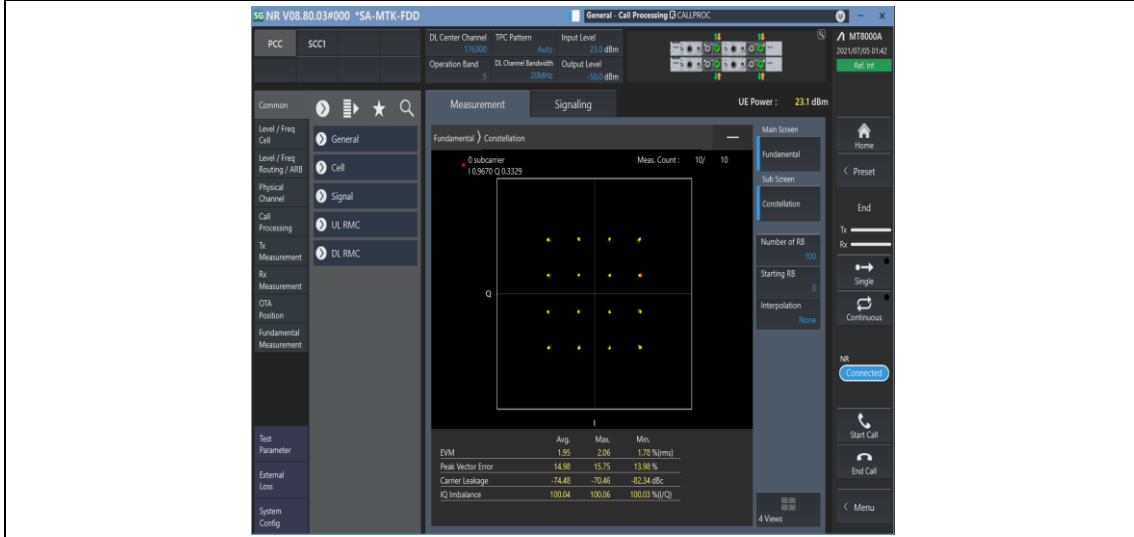 SG NR V08.80.03#000 *SA-MTK-FDD
General - Call Processing CALLPROC
PCC SCC1
DL Center Channel TPC Pattern Input Level
176300 Auto 23.0 dBm
Operation Band DL Channel Bandwidth Output Level
5 20MHz -50.0 dBm
MT8000A
2021/07/05 01:42
Ref. Int
Common
Level / Freq
Cell
Level / Freq
Routing / ARB
Physical
Channel
Call
Processing
Tx
Measurement
Rx
Measurement
OTA
Position
Fundamental
Measurement
Test
Parameter
External
Loss
System
Config
General
Cell
Signal
UL RMC
DL RMC
Measurement Signaling
UE Power : 23.1 dBm
Fundamental Constellation
0 subcarrier Meas. Count : 10/ 10
I 0.9670 Q 0.3329
Q
I
Avg. Max. Min.
EVM 1.95 2.06 1.78 %(rms)
Peak Vector Error 14.98 15.75 13.98 %
Carrier Leakage -74.48 -70.46 -82.34 dBc
IQ Imbalance 100.04 100.06 100.03 %(I/Q)
Main Screen
Fundamental
Sub Screen
Constellation
Number of RB
100
Starting RB
0
Interpolation
None
4 Views
Home
Preset
End
Tx
Rx
Single
Continuous
NR
Connected
Start Call
End Call
Menu